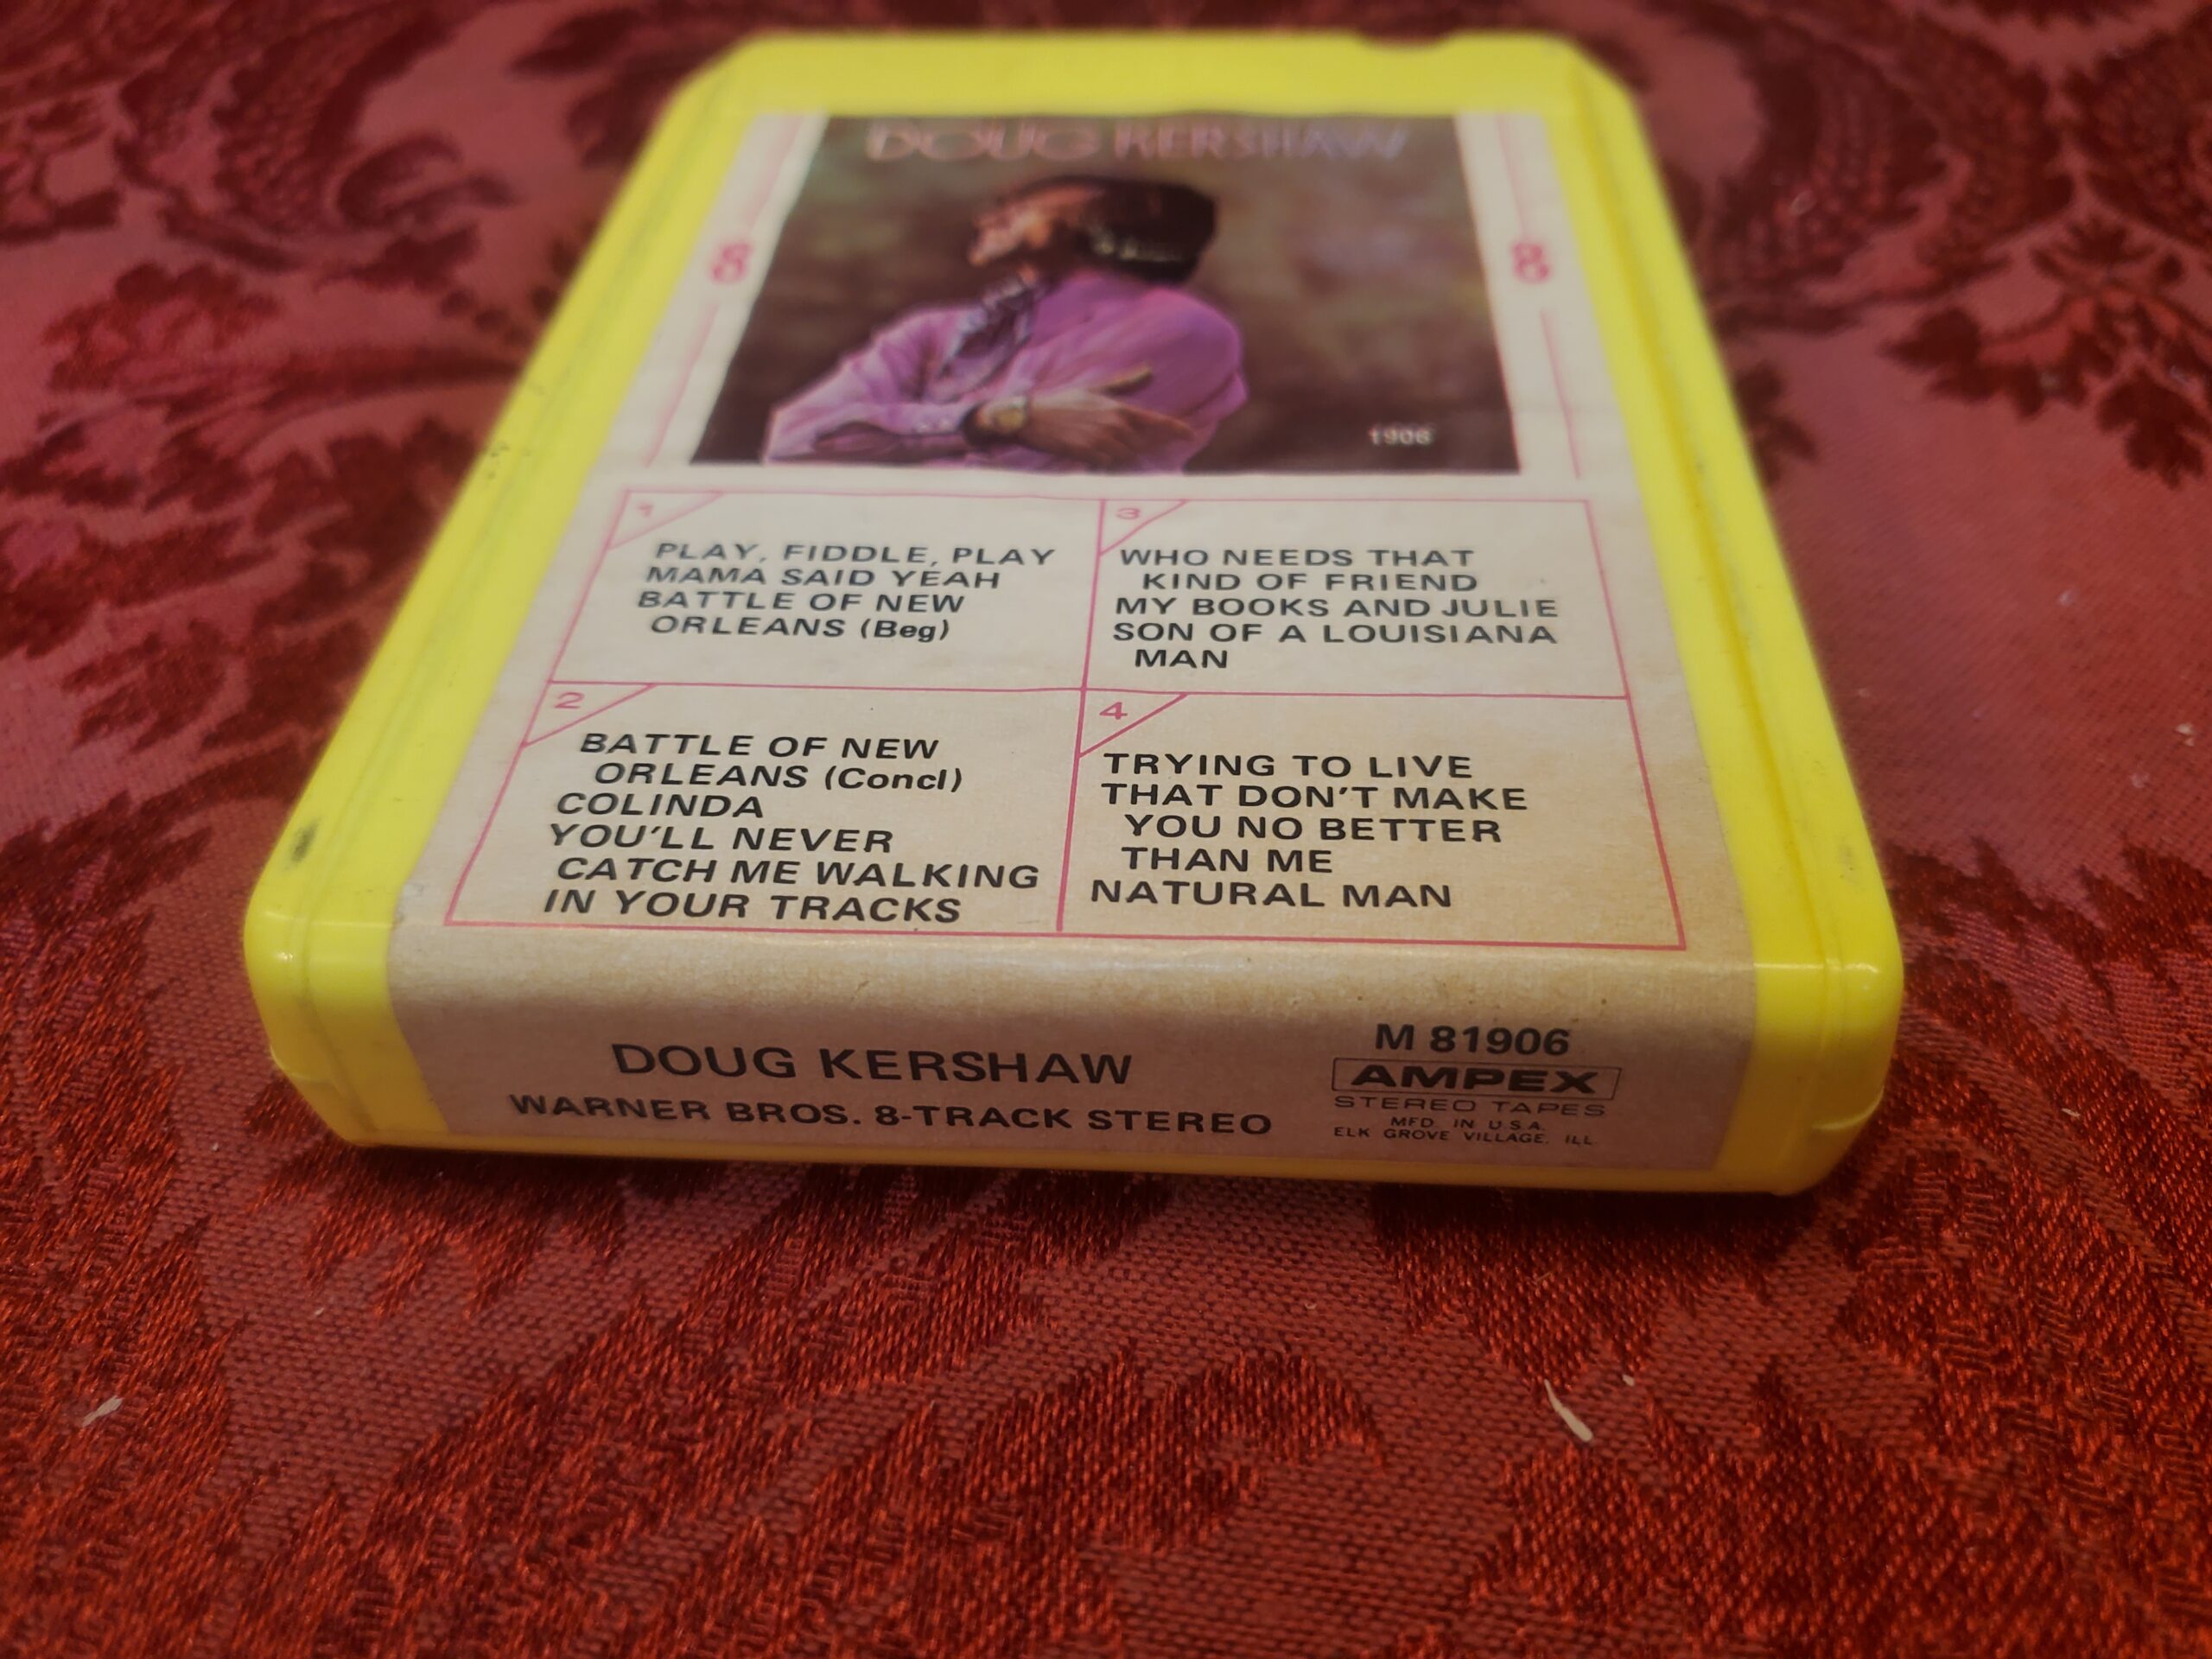 DOUG KERSHAW
8
8
1906
1
PLAY, FIDDLE, PLAY
MAMA SAID YEAH
BATTLE OF NEW
ORLEANS (Beg)
2
BATTLE OF NEW
ORLEANS (Concl)
COLINDA
YOU'LL NEVER
CATCH ME WALKING
IN YOUR TRACKS
3
WHO NEEDS THAT
KIND OF FRIEND
MY BOOKS AND JULIE
SON OF A LOUISIANA
MAN
4
TRYING TO LIVE
THAT DON'T MAKE
YOU NO BETTER
THAN ME
NATURAL MAN
DOUG KERSHAW
WARNER BROS. 8-TRACK STEREO
M 81906
AMPEX
STEREO TAPES
MFD. IN U.S.A.
ELK GROVE VILLAGE, ILL.